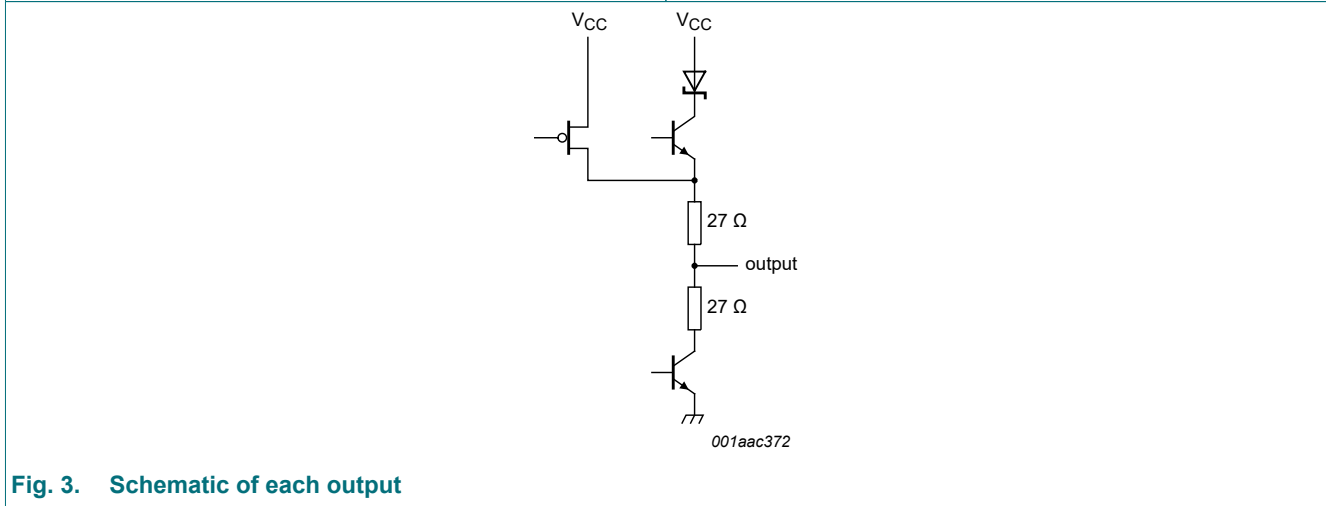 VCC VCC
27 Ω
output
27 Ω
001aac372
Fig. 3. Schematic of each output